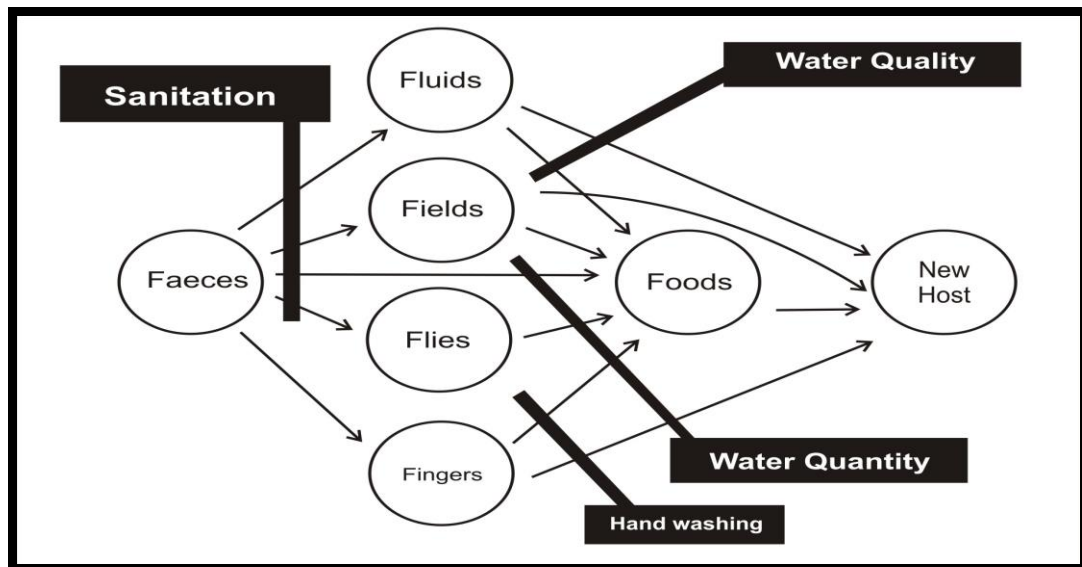 Fluids
Water Quality
Sanitation
Fields
Faeces
Foods
New
Host
Flies
Water Quantity
Fingers
Hand washing